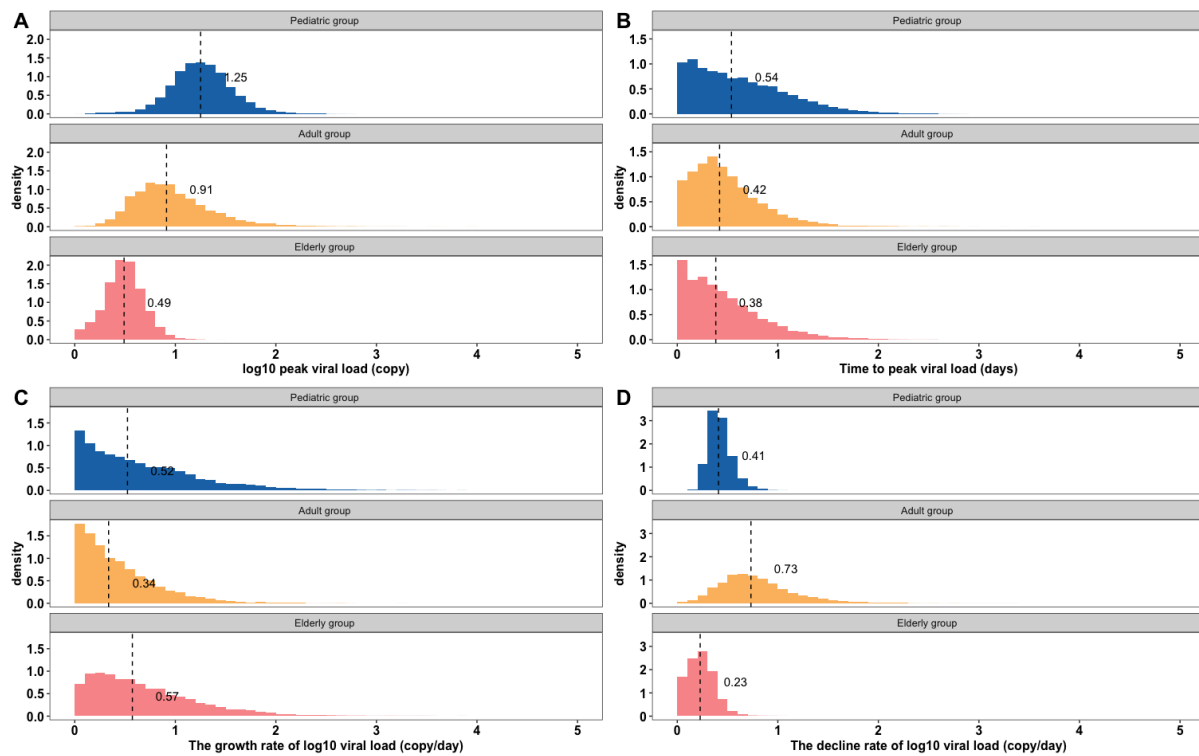 A
Pediatric group
2.0
1.5
1.0
0.5
0.0
1.25
Adult group
2.0
1.5
1.0
0.5
0.0
density
0.91
Elderly group
2.0
1.5
1.0
0.5
0.0
0.49
0 1 2 3 4 5
log10 peak viral load (copy)
B
Pediatric group
1.5
1.0
0.5
0.0
0.54
Adult group
1.5
1.0
0.5
0.0
density
0.42
Elderly group
1.5
1.0
0.5
0.0
0.38
0 1 2 3 4 5
Time to peak viral load (days)
C
Pediatric group
1.5
1.0
0.5
0.0
0.52
Adult group
1.5
1.0
0.5
0.0
density
0.34
Elderly group
1.5
1.0
0.5
0.0
0.57
0 1 2 3 4 5
The growth rate of log10 viral load (copy/day)
D
Pediatric group
3
2
1
0
0.41
Adult group
3
2
1
0
density
0.73
Elderly group
3
2
1
0
0.23
0 1 2 3 4 5
The decline rate of log10 viral load (copy/day)